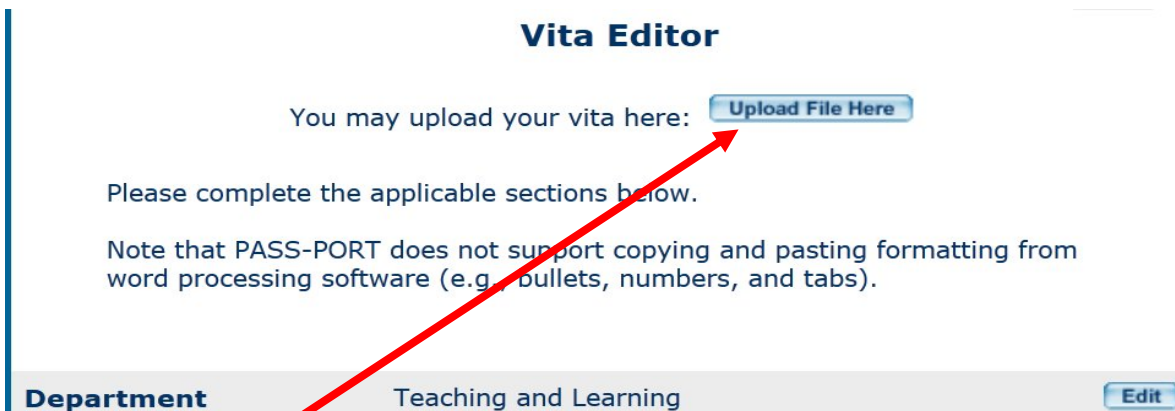 Vita Editor
You may upload your vita here: Upload File Here
Please complete the applicable sections below.
Note that PASS-PORT does not support copying and pasting formatting from
word processing software (e.g., bullets, numbers, and tabs).
Department Teaching and Learning Edit